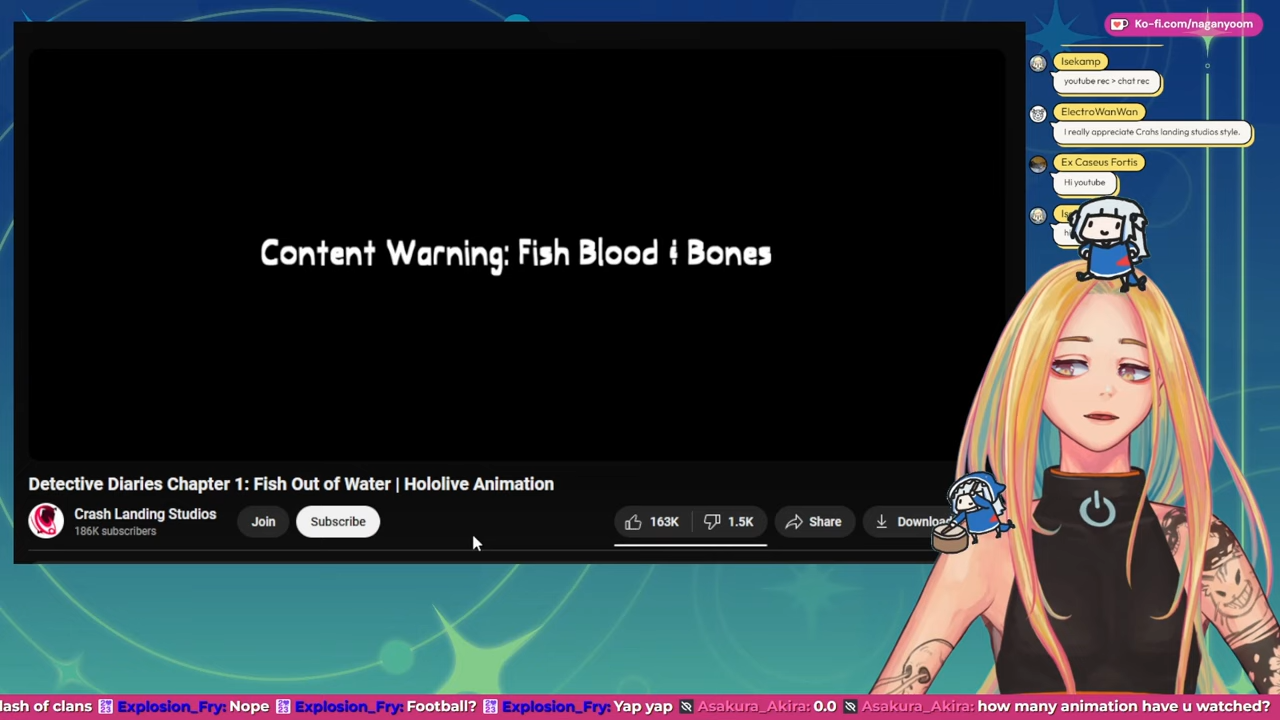 Ko-fi.com/naganyoom
Isekamp
youtube rec > chat rec
ElectroWanWan
I really appreciate Crahs landing studios style.
Ex Caseus Fortis
Hi youtube
Content Warning: Fish Blood & Bones
Detective Diaries Chapter 1: Fish Out of Water | Hololive Animation
Crash Landing Studios
186K subscribers
Join
Subscribe
163K
1.5K
Share
Download
lash of clans Explosion_Fry: Nope Explosion_Fry: Football? Explosion_Fry: Yap yap Asakura_Akira: 0.0 Asakura_Akira: how many animation have u watched?